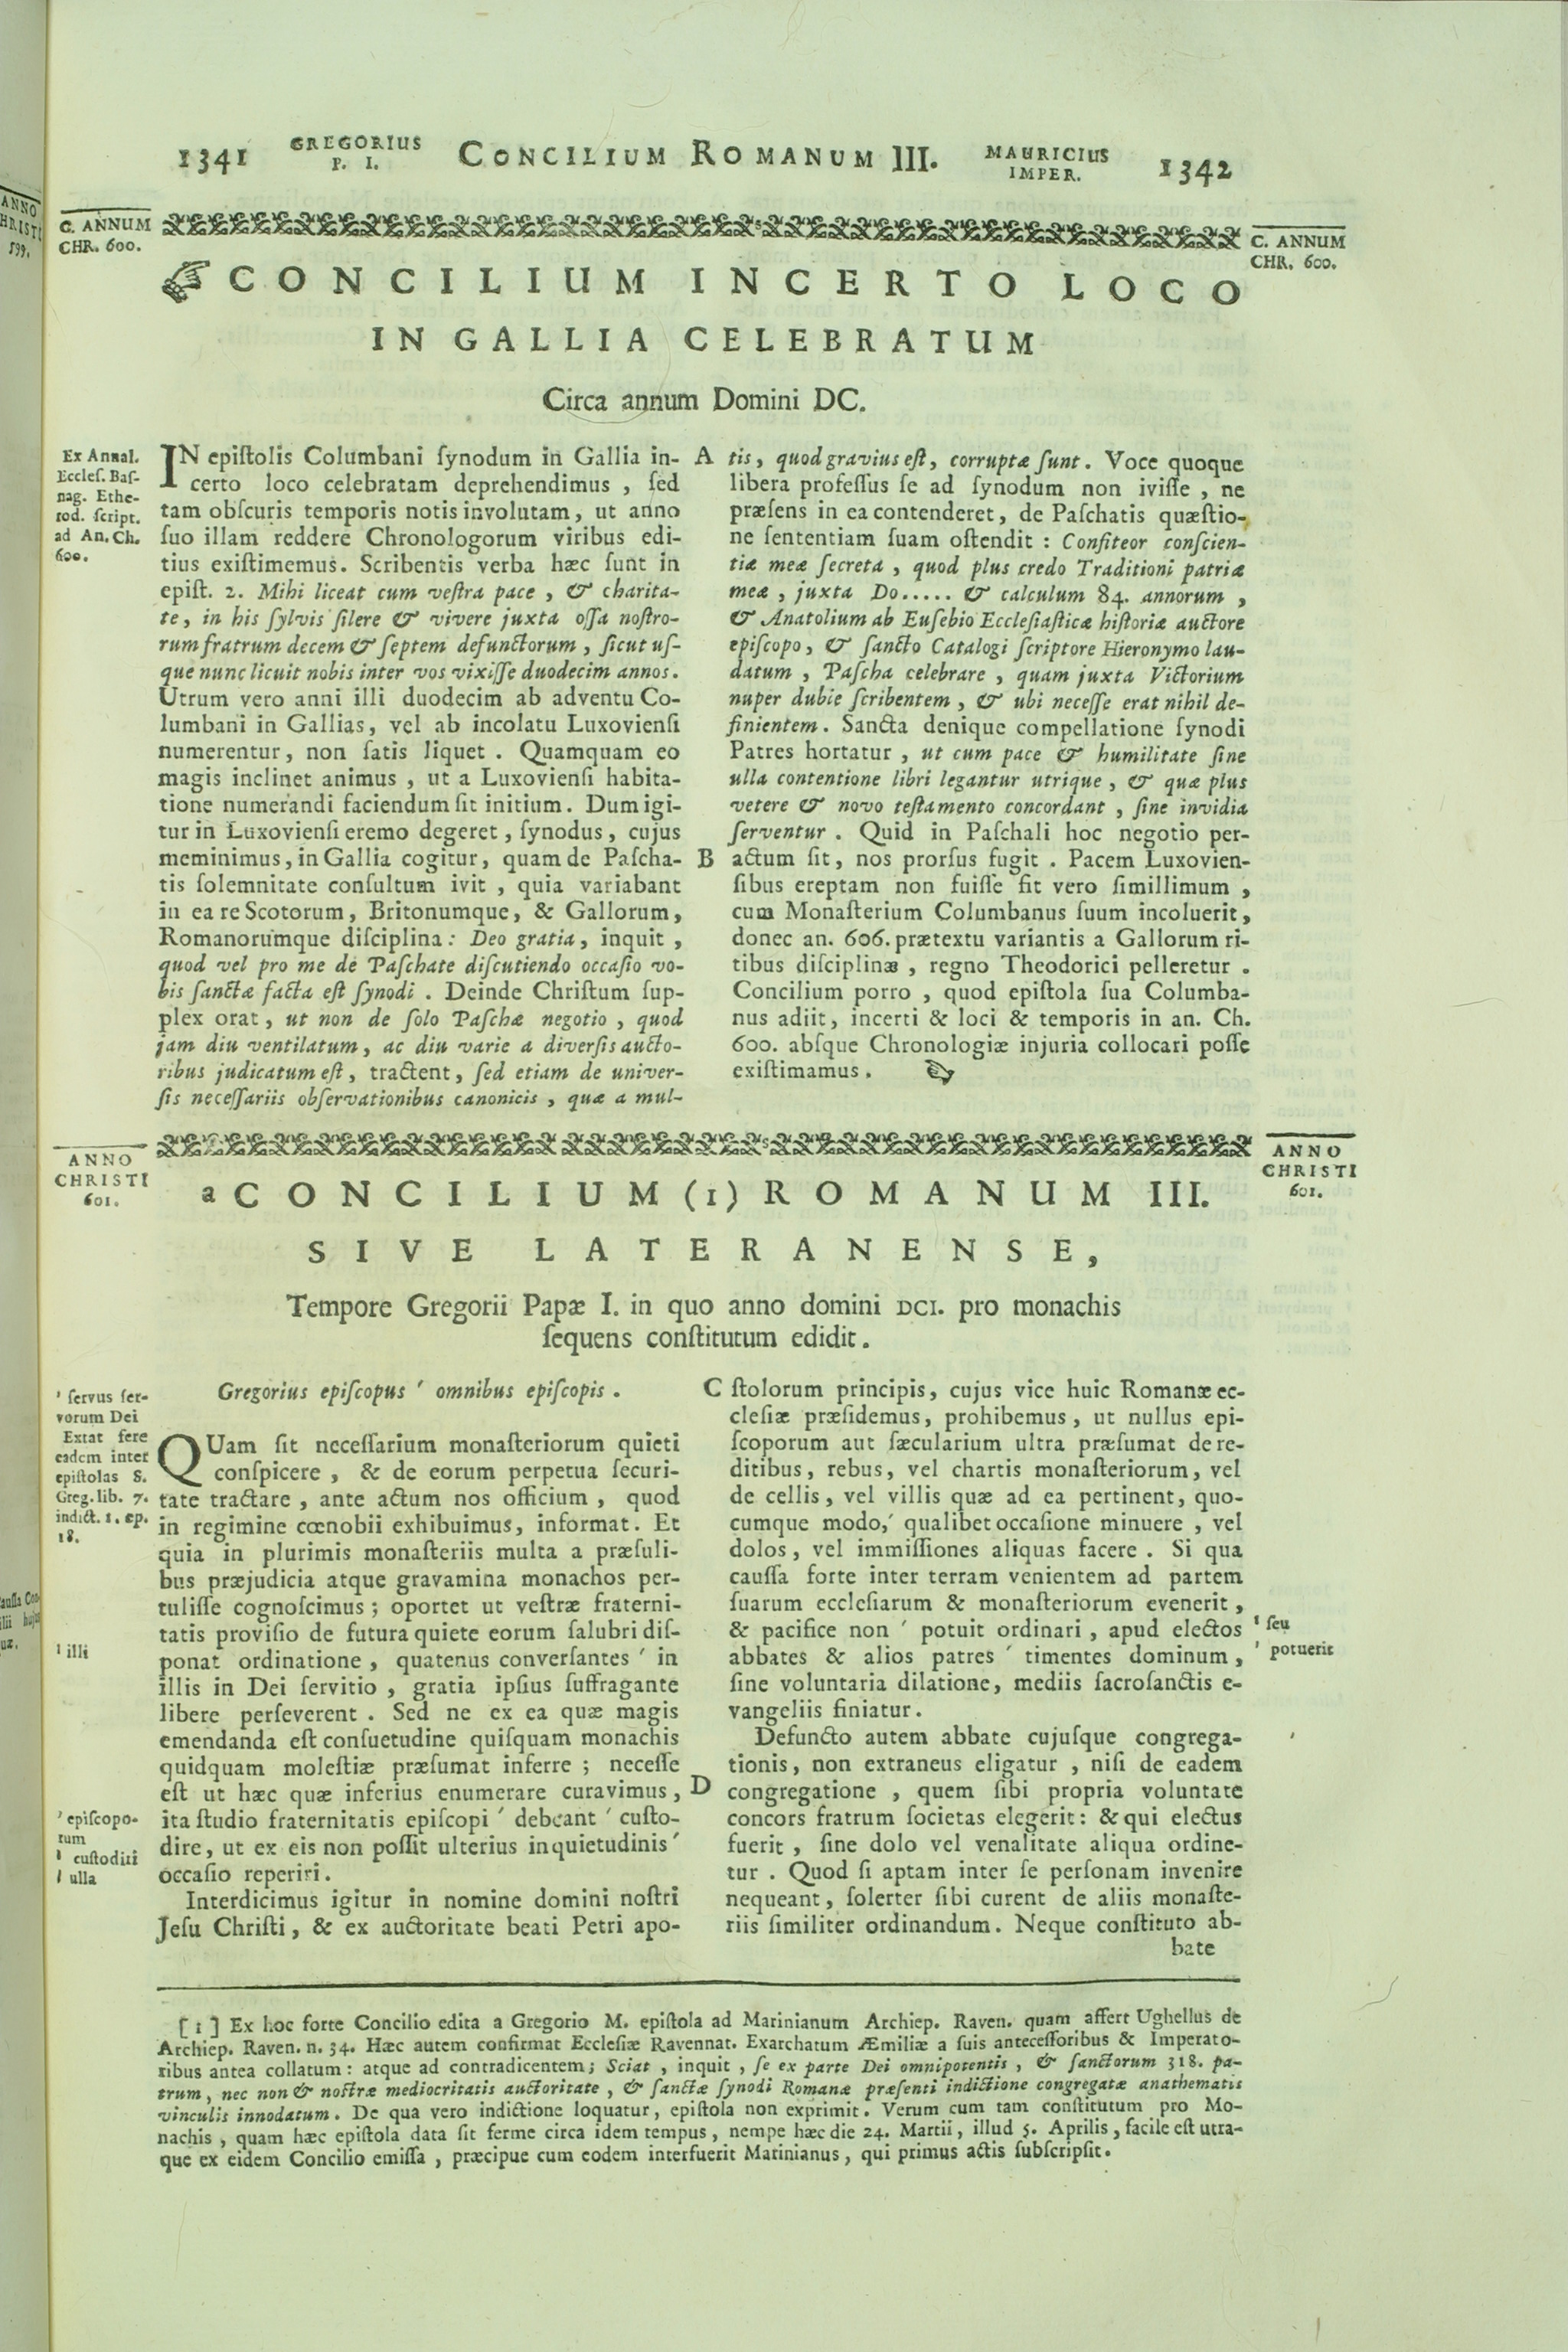 1341 GREGORIUS P. I. CONCILIUM ROMANUM III. MAURICIUS IMPER. 1342
C. ANNUM
CHR. 600.
C. ANNUM
CHR. 600.
CONCILIUM INCERTO LOCO
IN GALLIA CELEBRATUM
Circa annum Domini DC.
Ex Annal.
Eccleſ. Baſ-
nag. Ethe-
rod. ſcript.
ad An. Ch.
600.
IN epiſtolis Columbani ſynodum in Gallia in-
certo loco celebratam deprehendimus, ſed
tam obſcuris temporis notis involutam, ut anno
ſuo illam reddere Chronologorum viribus edi-
tius exiſtimemus. Scribentis verba hæc ſunt in
epiſt. 2. Mihi liceat cum veſtra pace, & charita-
te, in his ſylvis ſilere & vivere juxta oſſa noſtro-
rum fratrum decem & ſeptem defunctorum, ſicut uſ-
que nunc licuit nobis inter vos vixiſſe duodecim annos.
Utrum vero anni illi duodecim ab adventu Co-
lumbani in Gallias, vel ab incolatu Luxovienſi
numerentur, non ſatis liquet. Quamquam eo
magis inclinet animus, ut a Luxovienſi habita-
tione numerandi faciendum ſit initium. Dum igi-
tur in Luxovienſi eremo degeret, ſynodus, cujus
meminimus, in Gallia cogitur, quam de Paſcha-
tis ſolemnitate conſultum ivit, quia variabant
in ea re Scotorum, Britonumque, & Gallorum,
Romanorumque diſciplina: Deo gratia, inquit,
quod vel pro me de Paſchate diſcutiendo occaſio vo-
bis ſanctæ facta eſt ſynodi. Deinde Chriſtum ſup-
plex orat, ut non de ſolo Paſchæ negotio, quod
jam diu ventilatum, ac diu varie a diverſis aucto-
ribus judicatum eſt, tractent, ſed etiam de univer-
ſis neceſſariis obſervationibus canonicis, quæ a mul-
A
B
tis, quod gravius eſt, corruptæ ſunt. Voce quoque
libera profeſſus ſe ad ſynodum non iviſſe, ne
præſens in ea contenderet, de Paſchatis quæſtio-
ne ſententiam ſuam oſtendit: Confiteor conſcien-
tiæ meæ ſecreta, quod plus credo Traditioni patriæ
meæ, juxta Do..... & calculum 84. annorum,
& Anatolium ab Euſebio Eccleſiaſticæ hiſtoriæ auctore
epiſcopo, & ſancto Catalogi ſcriptore Hieronymo lau-
datum, Paſcha celebrare, quam juxta Victorium
nuper dubie ſcribentem, & ubi neceſſe erat nihil de-
finientem. Sancta denique compellatione ſynodi
Patres hortatur, ut cum pace & humilitate ſine
ulla contentione libri legantur utrique, & quæ plus
vetere & novo teſtamento concordant, ſine invidia
ſerventur. Quid in Paſchali hoc negotio per-
actum ſit, nos prorſus fugit. Pacem Luxovien-
ſibus ereptam non fuiſſe fit vero ſimillimum,
cum Monaſterium Columbanus ſuum incoluerit,
donec an. 606. prætextu variantis a Gallorum ri-
tibus diſciplinæ, regno Theodorici pelleretur.
Concilium porro, quod epiſtola ſua Columba-
nus adiit, incerti & loci & temporis in an. Ch.
600. abſque Chronologiæ injuria collocari poſſe
exiſtimamus.
ANNO
CHRISTI
601.
ANNO
CHRISTI
601.
a CONCILIUM (1) ROMANUM III.
SIVE LATERANENSE,
Tempore Gregorii Papæ I. in quo anno domini DCI. pro monachis
ſequens conſtitutum edidit.
' ſervus ſer-
vorum Dei
Extat fere
eadem inter
epiſtolas S.
Greg. lib. 7.
indict. 1. ep.
18.
' illi
' epiſcopo-
rum
' cuſtodiri
' ulla
Gregorius epiſcopus ' omnibus epiſcopis.
QUam ſit neceſſarium monaſteriorum quieti
conſpicere, & de eorum perpetua ſecuri-
tate tractare, ante actum nos officium, quod
in regimine cœnobii exhibuimus, informat. Et
quia in plurimis monaſteriis multa a præſuli-
bus præjudicia atque gravamina monachos per-
tuliſſe cognoſcimus; oportet ut veſtræ fraterni-
tatis proviſio de futura quiete eorum ſalubri diſ-
ponat ordinatione, quatenus converſantes ' in
illis in Dei ſervitio, gratia ipſius ſuffragante
libere perſeverent. Sed ne ex ea quæ magis
emendanda eſt conſuetudine quiſquam monachis
quidquam moleſtiæ præſumat inferre; neceſſe
eſt ut hæc quæ inferius enumerare curavimus,
ita ſtudio fraternitatis epiſcopi ' debeant ' cuſto-
dire, ut ex eis non poſſit ulterius inquietudinis '
occaſio reperiri.
Interdicimus igitur in nomine domini noſtri
Jeſu Chriſti, & ex auctoritate beati Petri apo-
C
D
ſtolorum principis, cujus vice huic Romanæ ec-
cleſiæ præſidemus, prohibemus, ut nullus epi-
ſcoporum aut ſæcularium ultra præſumat de re-
ditibus, rebus, vel chartis monaſteriorum, vel
de cellis, vel villis quæ ad ea pertinent, quo-
cumque modo,' qualibet occaſione minuere, vel
dolos, vel immiſſiones aliquas facere. Si qua
cauſſa forte inter terram venientem ad partem
ſuarum eccleſiarum & monaſteriorum evenerit,
& pacifice non ' potuit ordinari, apud electos
abbates & alios patres ' timentes dominum,
ſine voluntaria dilatione, mediis ſacroſanctis e-
vangeliis finiatur.
Defuncto autem abbate cujuſque congrega-
tionis, non extraneus eligatur, niſi de eadem
congregatione, quem ſibi propria voluntate
concors fratrum ſocietas elegerit: & qui electus
fuerit, ſine dolo vel venalitate aliqua ordine-
tur. Quod ſi aptam inter ſe perſonam invenire
nequeant, ſolerter ſibi curent de aliis monaſte-
riis ſimiliter ordinandum. Neque conſtituto ab-
bate
' ſeu
' potuerit
[1] Ex hoc forte Concilio edita a Gregorio M. epiſtola ad Marinianum Archiep. Raven. quam affert Ughellus de
Archiep. Raven. n. 34. Hæc autem confirmat Eccleſiæ Ravennat. Exarchatum Æmiliæ a ſuis anteceſſoribus & Imperato-
ribus antea collatum: atque ad contradicentem; Sciat, inquit, ſe ex parte Dei omnipotentis, & ſanctorum 318. pa-
trum, nec non & noſtræ mediocritatis auctoritate, & ſanctæ ſynodi Romanæ præſenti indictione congregatæ anathematis
vinculis innodatum. De qua vero indictione loquatur, epiſtola non exprimit. Verum cum tam conſtitutum pro Mo-
nachis, quam hæc epiſtola data ſit ferme circa idem tempus, nempe hæc die 24. Martii, illud 5. Aprilis, facile eſt utra-
que ex eidem Concilio emiſſa, præcipue cum eodem interfuerit Marinianus, qui primus actis ſubſcripſit.